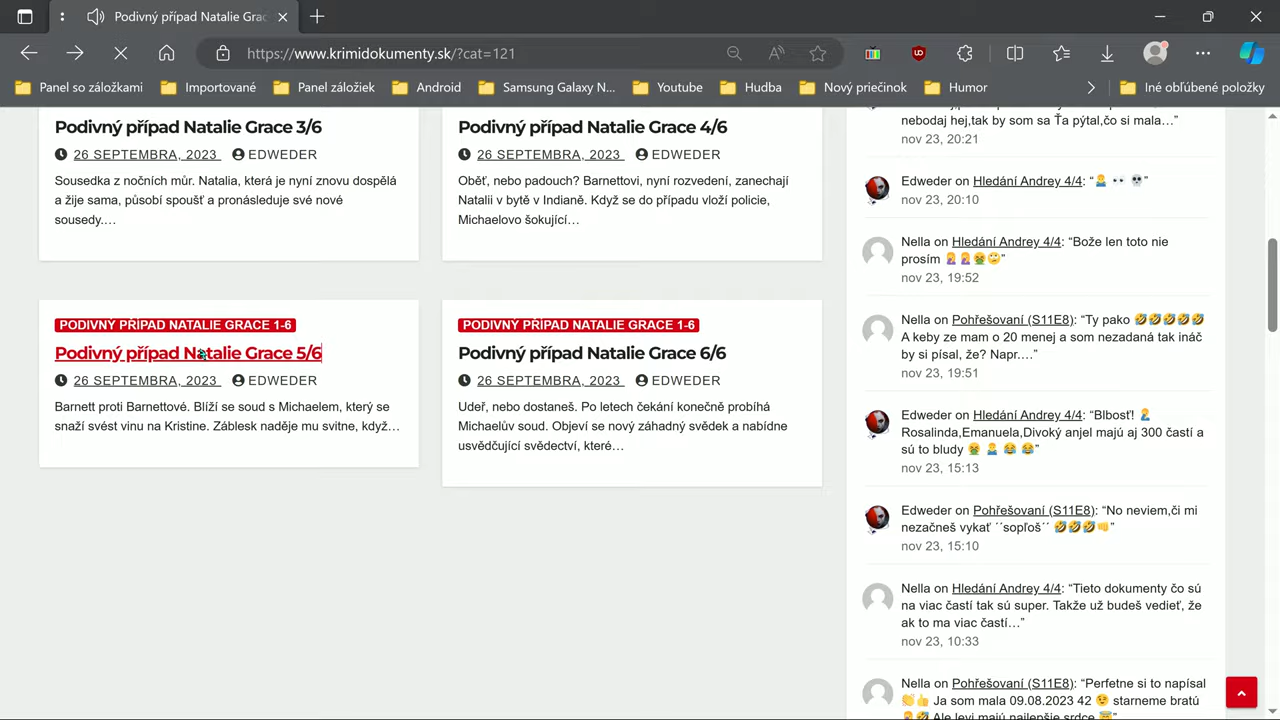 Podivný případ Natalie Grac
https://www.krimidokumenty.sk/?cat=121
Panel so záložkami
Importované
Panel záložiek
Android
Samsung Galaxy N...
Youtube
Hudba
Nový priečinok
Humor
Iné obľúbené položky
Podivný případ Natalie Grace 3/6
26 SEPTEMBRA, 2023 EDWEDER
Sousedka z nočních můr. Natalia, která je nyní znovu dospělá
a žije sama, působí spoušť a pronásleduje své nové
sousedy.…
Podivný případ Natalie Grace 4/6
26 SEPTEMBRA, 2023 EDWEDER
Oběť, nebo padouch? Barnettovi, nyní rozvedení, zanechají
Natalii v bytě v Indianě. Když se do případu vloží policie,
Michaelovo šokující…
PODIVNÝ PŘÍPAD NATALIE GRACE 1-6
Podivný případ Natalie Grace 5/6
26 SEPTEMBRA, 2023 EDWEDER
Barnett proti Barnettové. Blíží se soud s Michaelem, který se
snaží svést vinu na Kristine. Záblesk naděje mu svitne, když…
PODIVNÝ PŘÍPAD NATALIE GRACE 1-6
Podivný případ Natalie Grace 6/6
26 SEPTEMBRA, 2023 EDWEDER
Udeř, nebo dostaneš. Po letech čekání konečně probíhá
Michaelův soud. Objeví se nový záhadný svědek a nabídne
usvědčující svědectví, které…
nebodaj hej,tak by som sa Ťa pýtal,čo si mala…”
nov 23, 20:21
Edweder on Hledání Andrey 4/4: “🤷‍♂️ 👀 💀”
nov 23, 20:10
Nella on Hledání Andrey 4/4: “Bože len toto nie
prosím 🤦‍♀️🤦‍♀️🤮🙄”
nov 23, 19:52
Nella on Pohřešovaní (S11E8): “Ty pako 🤣🤣🤣🤣🤣
A keby ze mam o 20 menej a som nezadaná tak ináč
by si písal, že? Napr.…”
nov 23, 19:51
Edweder on Hledání Andrey 4/4: “Blbosť! 🤦‍♂️
Rosalinda,Emanuela,Divoký anjel majú aj 300 častí a
sú to bludy 🤮 🤷‍♂️ 😂 😂”
nov 23, 15:13
Edweder on Pohřešovaní (S11E8): “No neviem,či mi
nezačneš vykať ´´sopľoš´´ 🤣🤣🤣👊”
nov 23, 15:10
Nella on Hledání Andrey 4/4: “Tieto dokumenty čo sú
na viac častí tak sú super. Takže už budeš vedieť, že
ak to ma viac častí…”
nov 23, 10:33
Nella on Pohřešovaní (S11E8): “Perfetne si to napísal
👏👍 Ja som mala 09.08.2023 42 😉 starneme bratú
🤦‍♀️🤣Ale levi majú najlepšie srdce 😇”